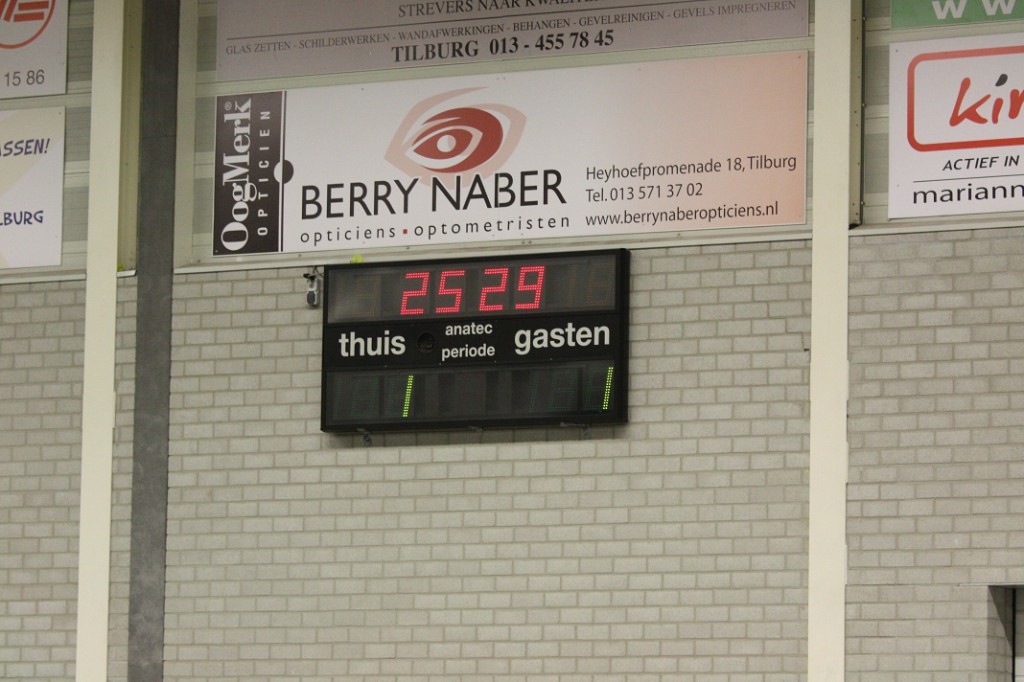 15 86
ASSEN!
LBURG
STREVERS NAAR
GLAS ZETTEN - SCHILDERWERKEN - WANDAFWERKINGEN - BEHANGEN - GEVELREINIGEN - GEVELS IMPREGNEREN
TILBURG 013 - 455 78 45
OogMerk®
OPTICIEN
BERRY NABER
opticiens ▪ optometristen
Heyhoefpromenade 18, Tilburg
Tel. 013 571 37 02
www.berrynaberopticiens.nl
ww
kin
ACTIEF IN
mariann
25 29
thuis anatec gasten
periode
1 1